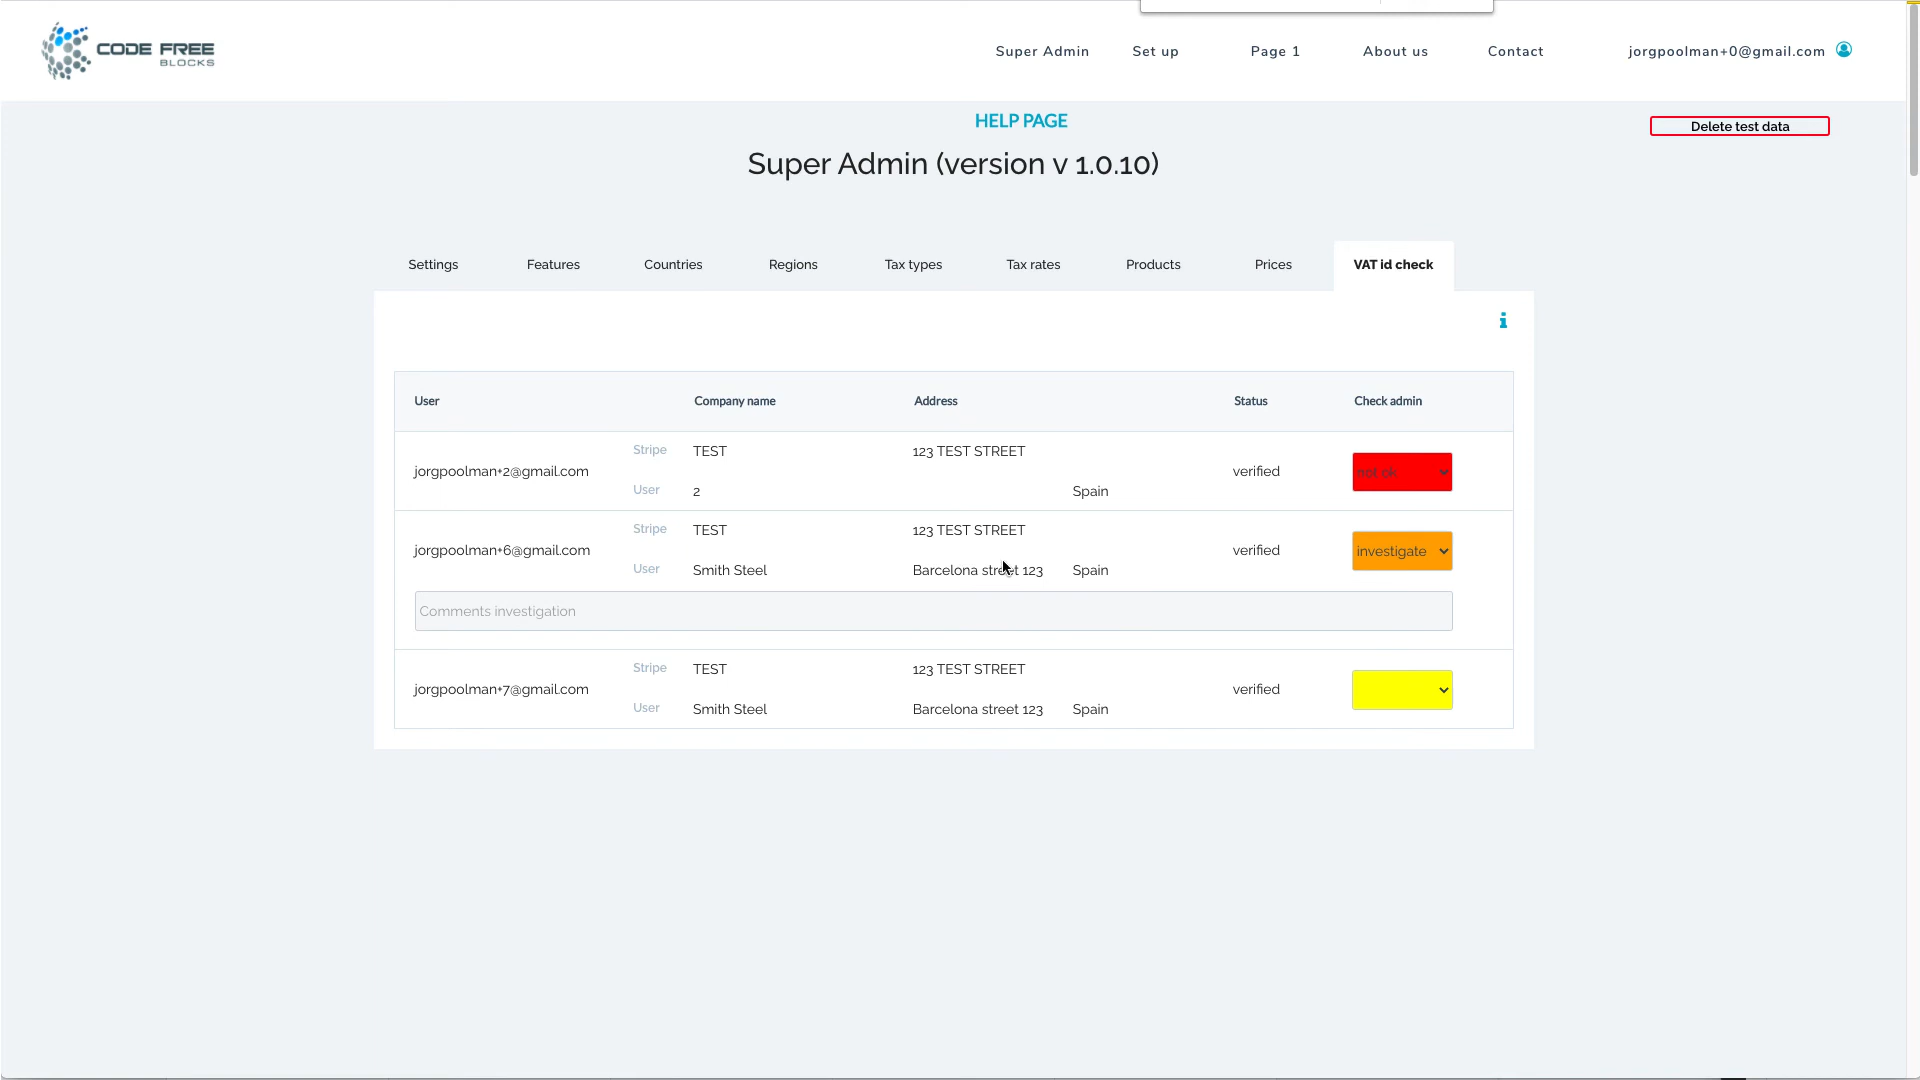 CODE FREE
BLOCKS
Super Admin
Set up
Page 1
About us
Contact
jorgpoolman+0@gmail.com
HELP PAGE
Delete test data
Super Admin (version v 1.0.10)
Settings
Features
Countries
Regions
Tax types
Tax rates
Products
Prices
VAT id check
User
Company name
Address
Status
Check admin
jorgpoolman+2@gmail.com
Stripe
TEST
123 TEST STREET
User
2
Spain
verified
not ok
jorgpoolman+6@gmail.com
Stripe
TEST
123 TEST STREET
User
Smith Steel
Barcelona street 123
Spain
verified
investigate
Comments investigation
jorgpoolman+7@gmail.com
Stripe
TEST
123 TEST STREET
User
Smith Steel
Barcelona street 123
Spain
verified